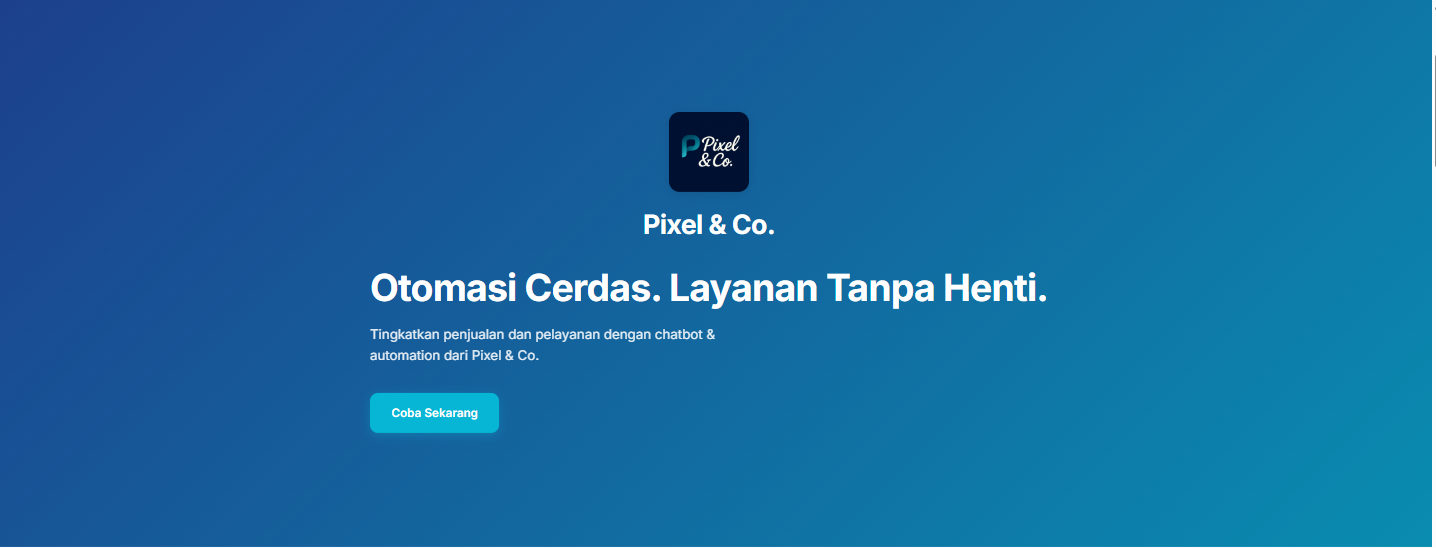 Pixel
& Co.
Pixel & Co.
Otomasi Cerdas. Layanan Tanpa Henti.
Tingkatkan penjualan dan pelayanan dengan chatbot &
automation dari Pixel & Co.
Coba Sekarang